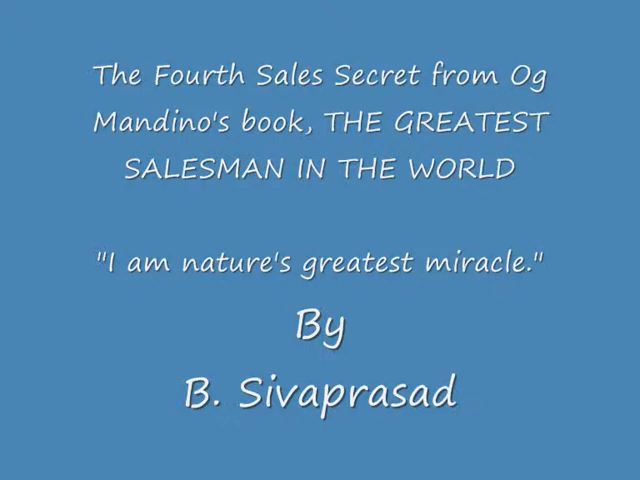 The Fourth Sales Secret from Og
Mandino's book, THE GREATEST
SALESMAN IN THE WORLD
"I am nature's greatest miracle."
By
B. Sivaprasad